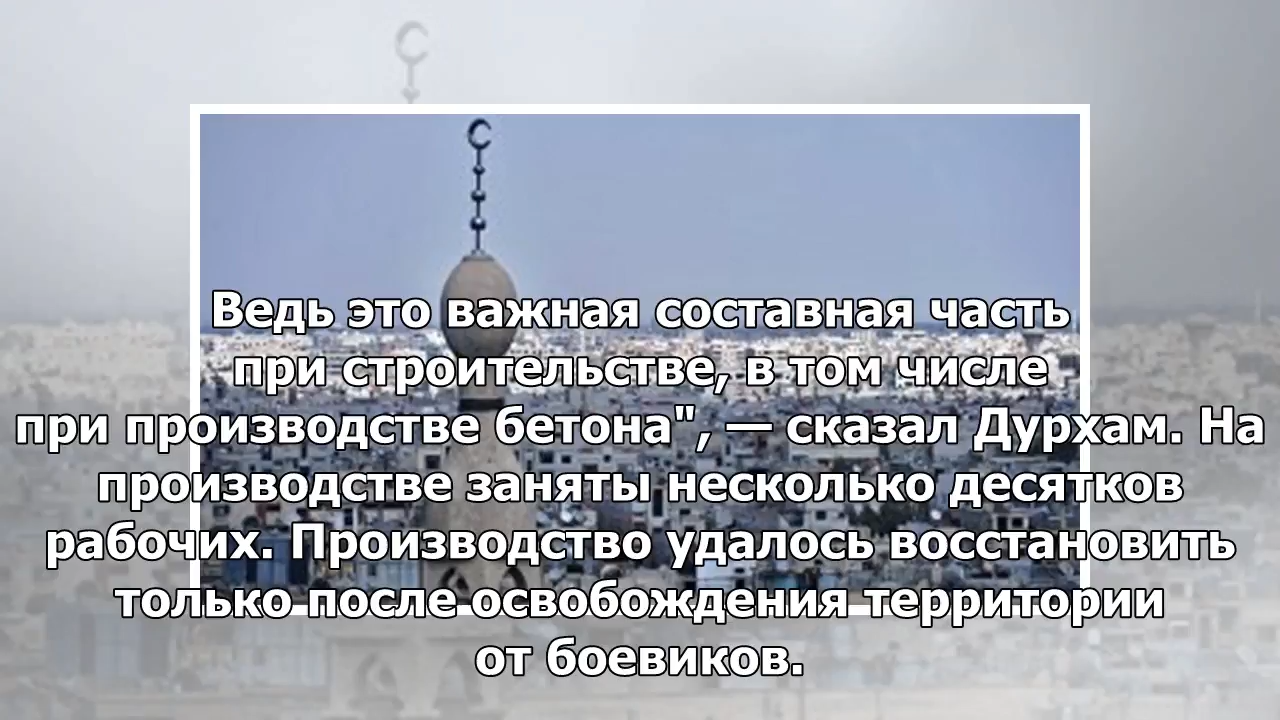 Ведь это важная составная часть
при строительстве, в том числе
при производстве бетона", — сказал Дурхам. На
производстве заняты несколько десятков
рабочих. Производство удалось восстановить
только после освобождения территории
от боевиков.